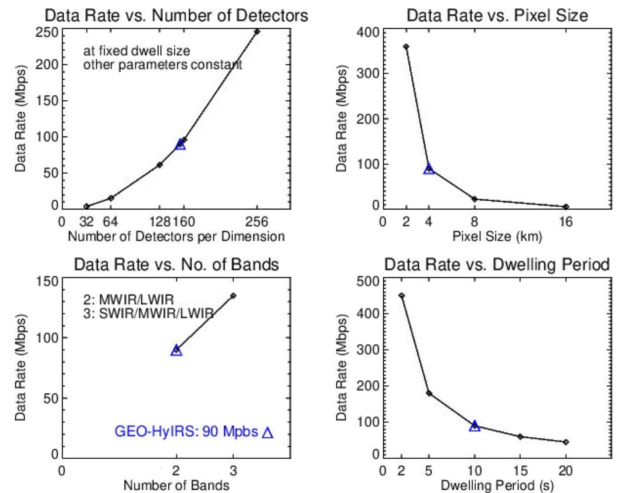 Data Rate vs. Number of Detectors
250
200
150
100
50
0
Data Rate (Mbps)
at fixed dwell size
other parameters constant
0 32 64 128 160 256
Number of Detectors per Dimension
Data Rate vs. Pixel Size
400
300
200
100
0
Data Rate (Mbps)
0 2 4 8 16
Pixel Size (km)
Data Rate vs. No. of Bands
150
100
50
0
Data Rate (Mbps)
2: MWIR/LWIR
3: SWIR/MWIR/LWIR
GEO-HyIRS: 90 Mpbs
0 2 3
Number of Bands
Data Rate vs. Dwelling Period
500
400
300
200
100
0
Data Rate (Mbps)
0 2 5 10 15 20
Dwelling Period (s)